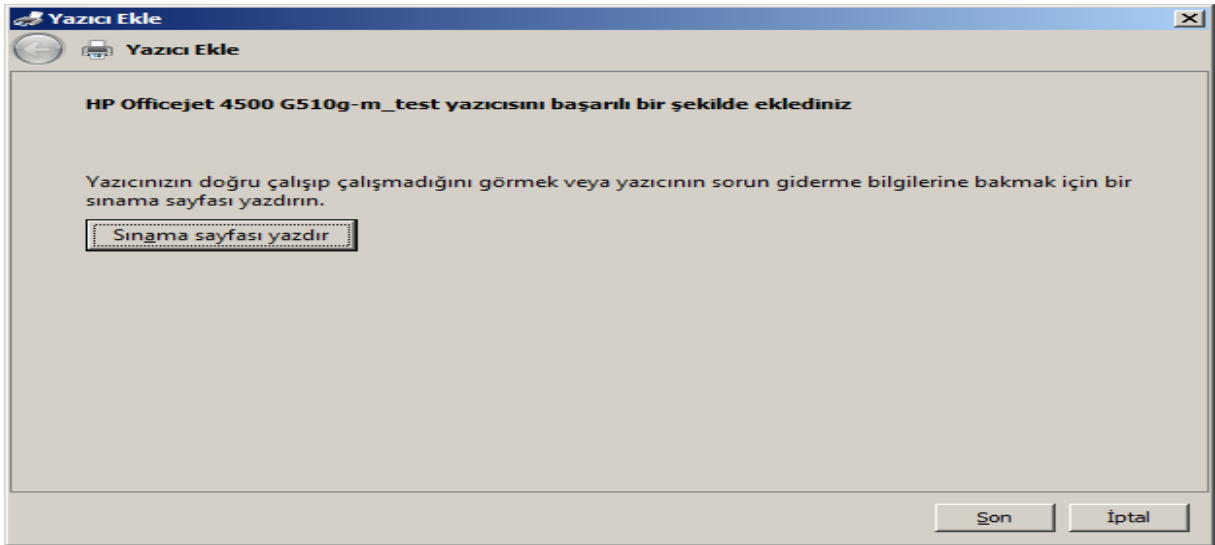 Yazıcı Ekle
Yazıcı Ekle
HP Officejet 4500 G510g-m_test yazıcısını başarılı bir şekilde eklediniz
Yazıcınızın doğru çalışıp çalışmadığını görmek veya yazıcının sorun giderme bilgilerine bakmak için bir
sınama sayfası yazdırın.
Sınama sayfası yazdır
Son
İptal